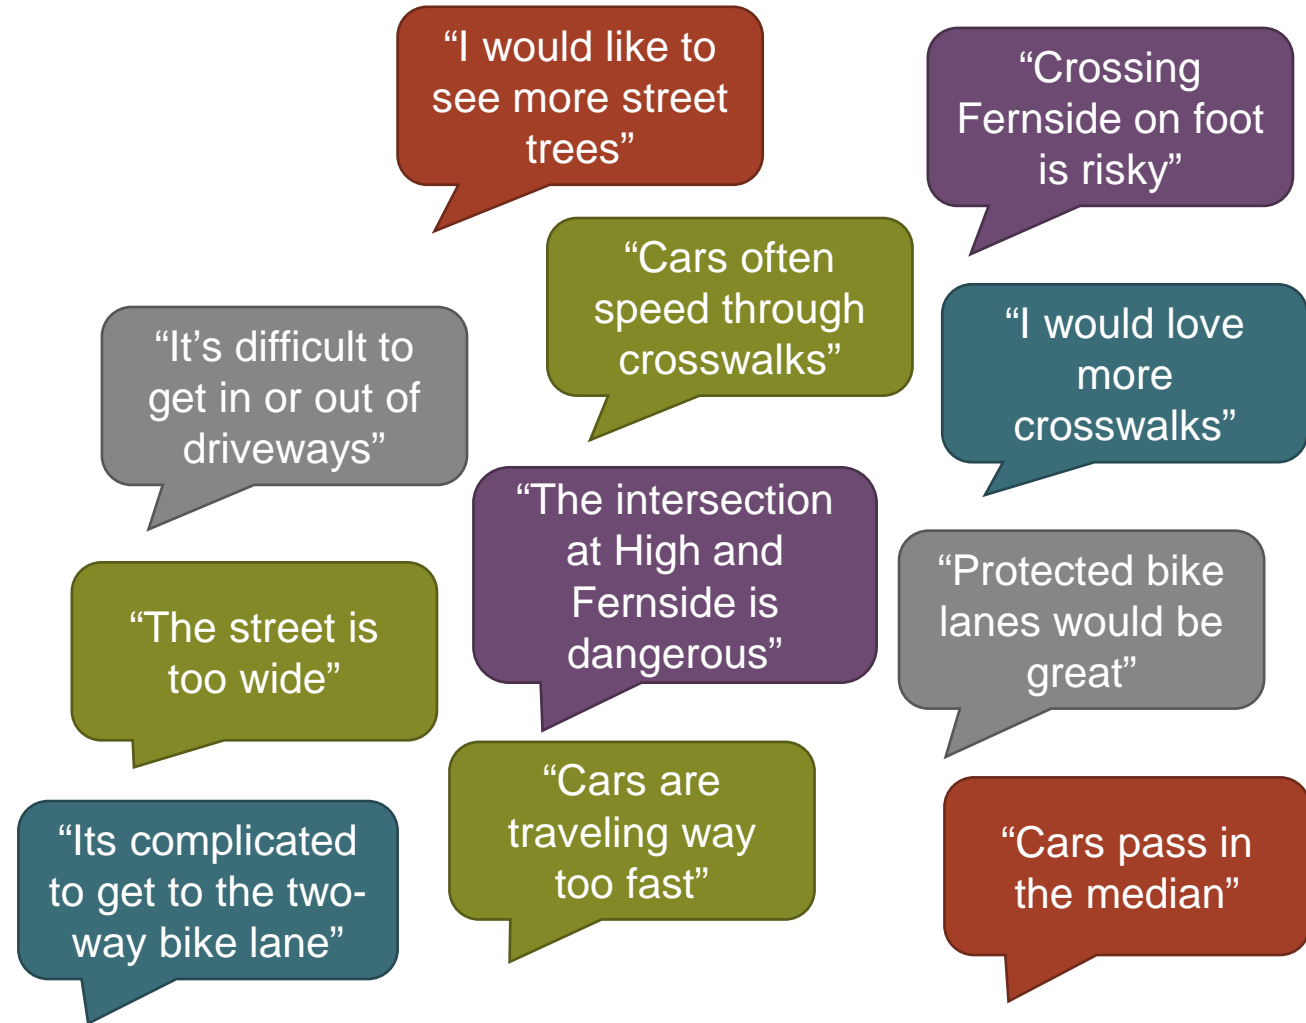 “I would like to
see more street
trees”
“Crossing
Fernside on foot
is risky”
“Cars often
speed through
crosswalks”
“I would love
more
crosswalks”
“It’s difficult to
get in or out of
driveways”
“The intersection
at High and
Fernside is
dangerous”
“Protected bike
lanes would be
great”
“The street is
too wide”
“Cars are
traveling way
too fast”
“Its complicated
to get to the two-
way bike lane”
“Cars pass in
the median”